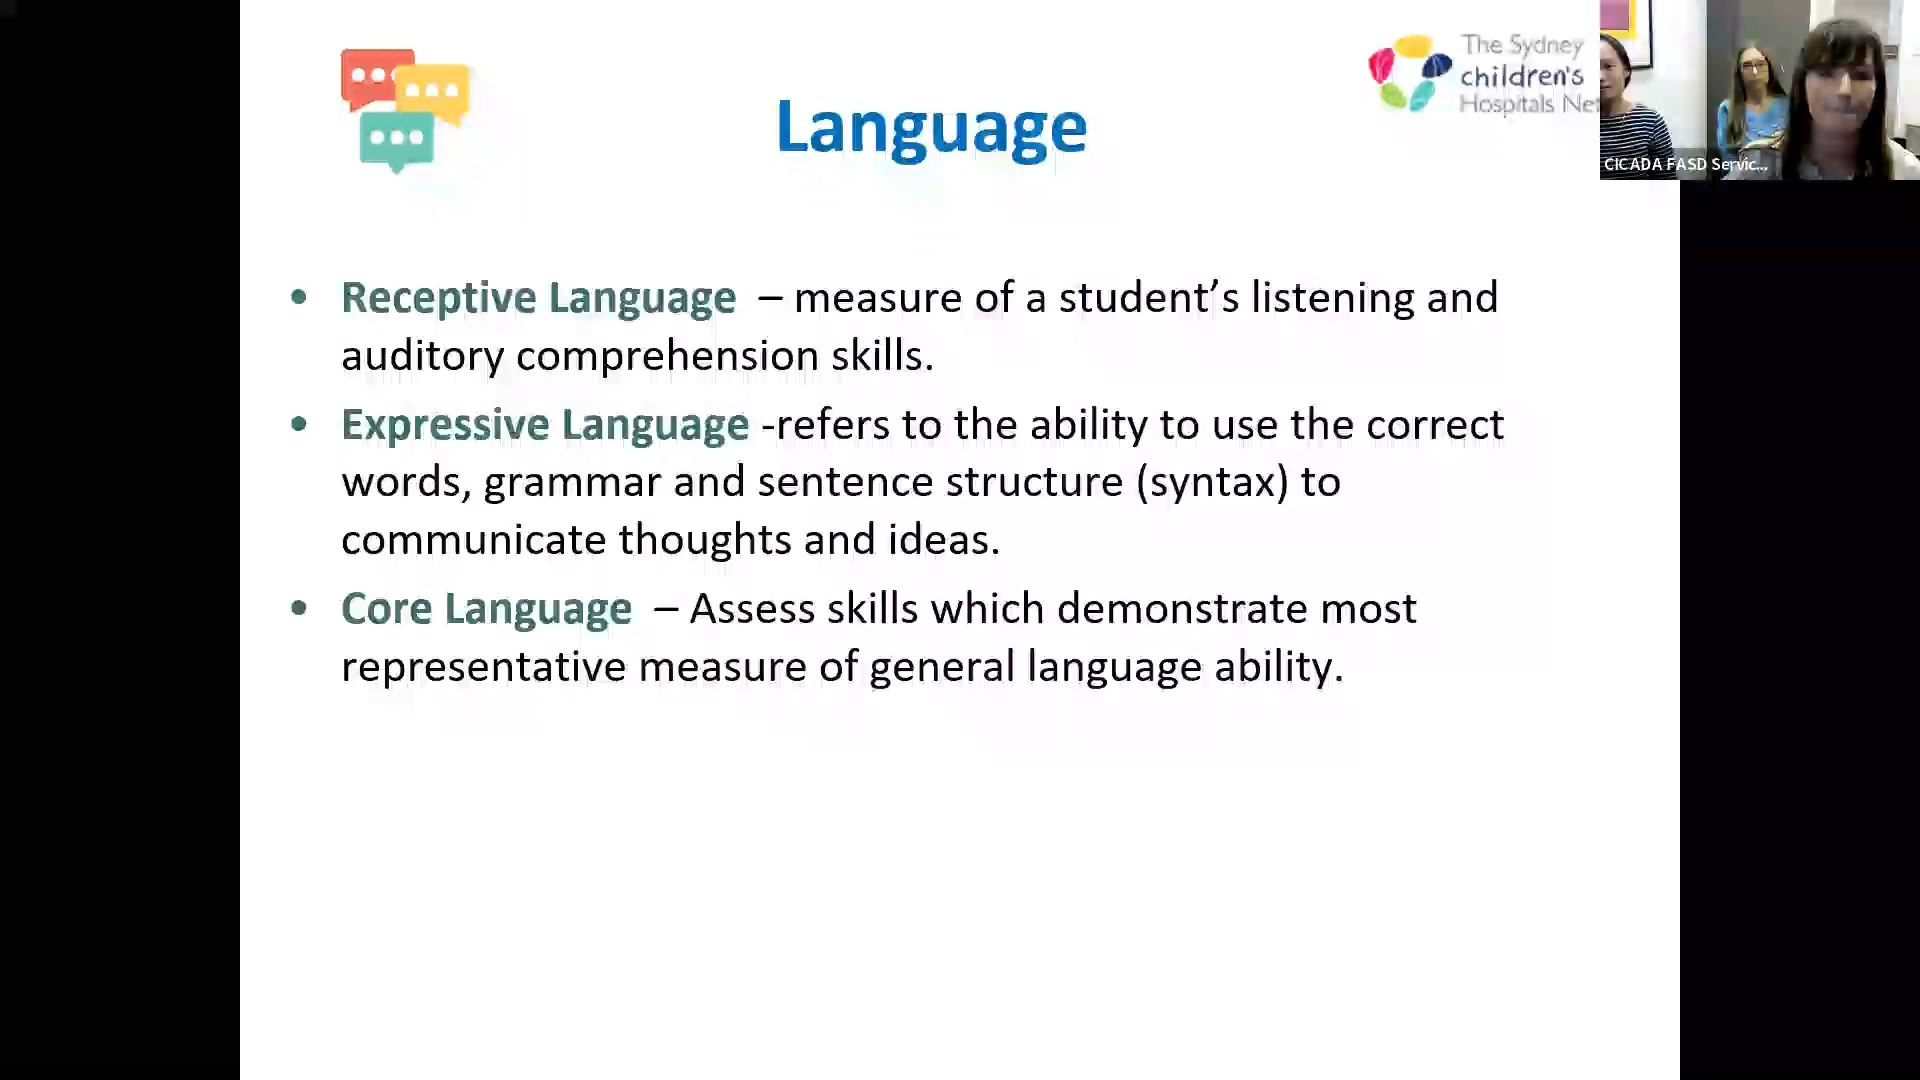 Language
The Sydney
children's
Hospitals Net
CICADA FASD Servic...
• Receptive Language – measure of a student’s listening and
auditory comprehension skills.
• Expressive Language -refers to the ability to use the correct
words, grammar and sentence structure (syntax) to
communicate thoughts and ideas.
• Core Language – Assess skills which demonstrate most
representative measure of general language ability.